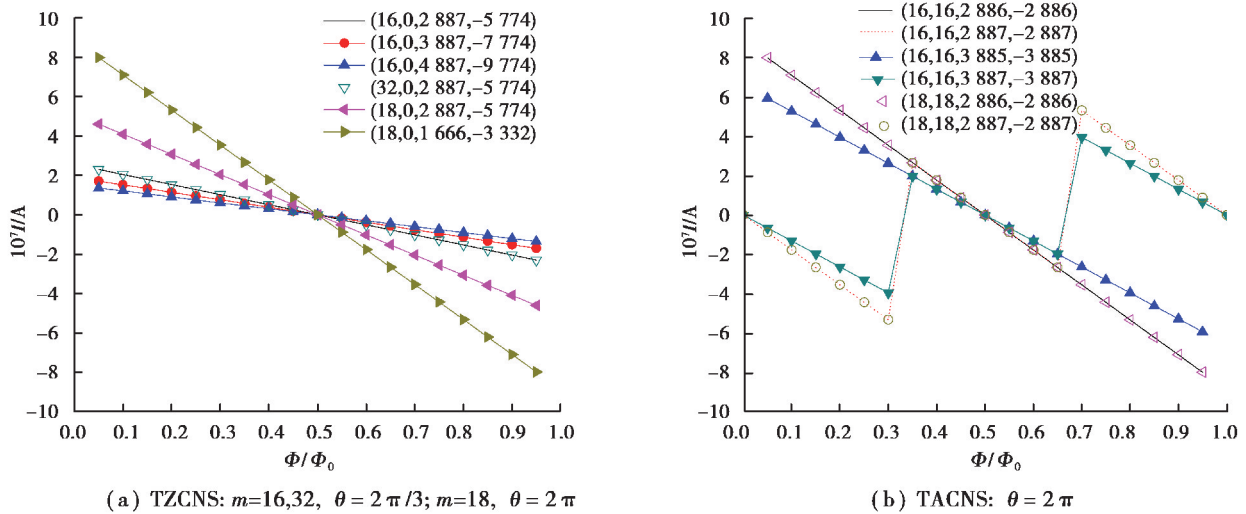 (16,0,2 887,−5 774)
(16,0,3 887,−7 774)
(16,0,4 887,−9 774)
(32,0,2 887,−5 774)
(18,0,2 887,−5 774)
(18,0,1 666,−3 332)
10
8
6
4
2
0
−2
−4
−6
−8
−10
10⁷I/A
0.0 0.1 0.2 0.3 0.4 0.5 0.6 0.7 0.8 0.9 1.0
Φ/Φ₀
(a) TZCNS: m=16,32, θ = 2 π/3; m=18, θ = 2 π
(16,16,2 886,−2 886)
(16,16,2 887,−2 887)
(16,16,3 885,−3 885)
(16,16,3 887,−3 887)
(18,18,2 886,−2 886)
(18,18,2 887,−2 887)
10
8
6
4
2
0
−2
−4
−6
−8
−10
10⁷I/A
0.0 0.1 0.2 0.3 0.4 0.5 0.6 0.7 0.8 0.9 1.0
Φ/Φ₀
(b) TACNS: θ = 2 π